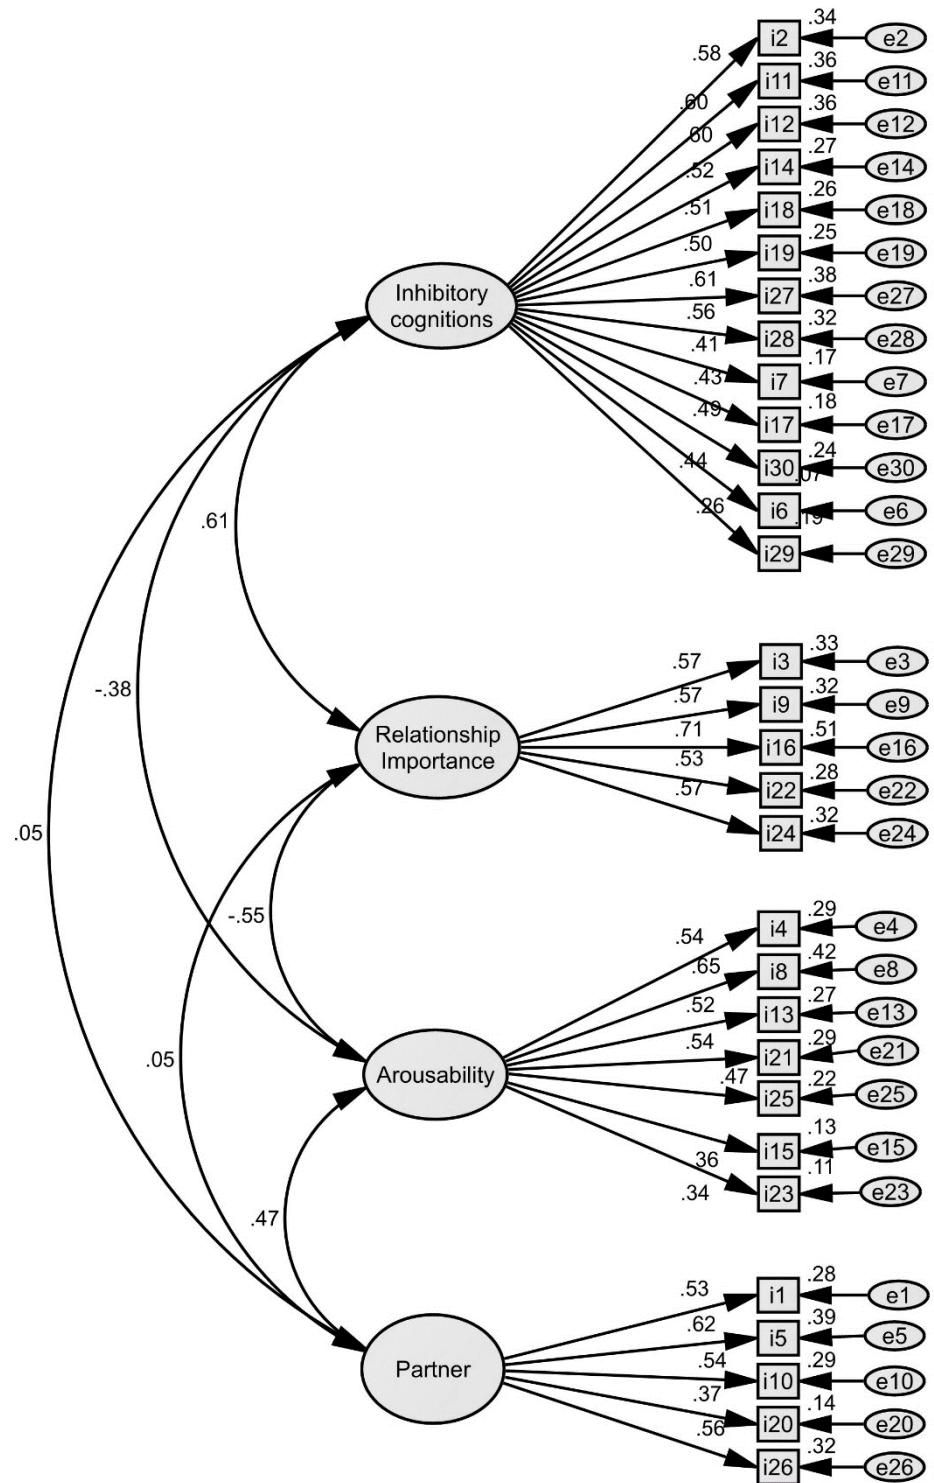 .34
i2
e2
.58
.36
i11
e11
.60
.36
i12
e12
.60
.27
i14
e14
.52
.26
i18
e18
.51
.25
i19
e19
.50
.38
i27
e27
.61
.32
i28
e28
.56
.17
i7
e7
.41
.18
i17
e17
.43
.24
i30
e30
.49
.07
i6
e6
.44
.19
i29
e29
.26
Inhibitory
cognitions
.61
-.38
.05
.33
i3
e3
.57
.32
i9
e9
.57
.51
i16
e16
.71
.28
i22
e22
.53
.32
i24
e24
.57
Relationship
Importance
-.55
.05
.29
i4
e4
.54
.42
i8
e8
.65
.27
i13
e13
.52
.29
i21
e21
.54
.22
i25
e25
.47
.13
i15
e15
.36
.11
i23
e23
.34
Arousability
.47
.28
i1
e1
.53
.39
i5
e5
.62
.29
i10
e10
.54
.14
i20
e20
.37
.32
i26
e26
.56
Partner